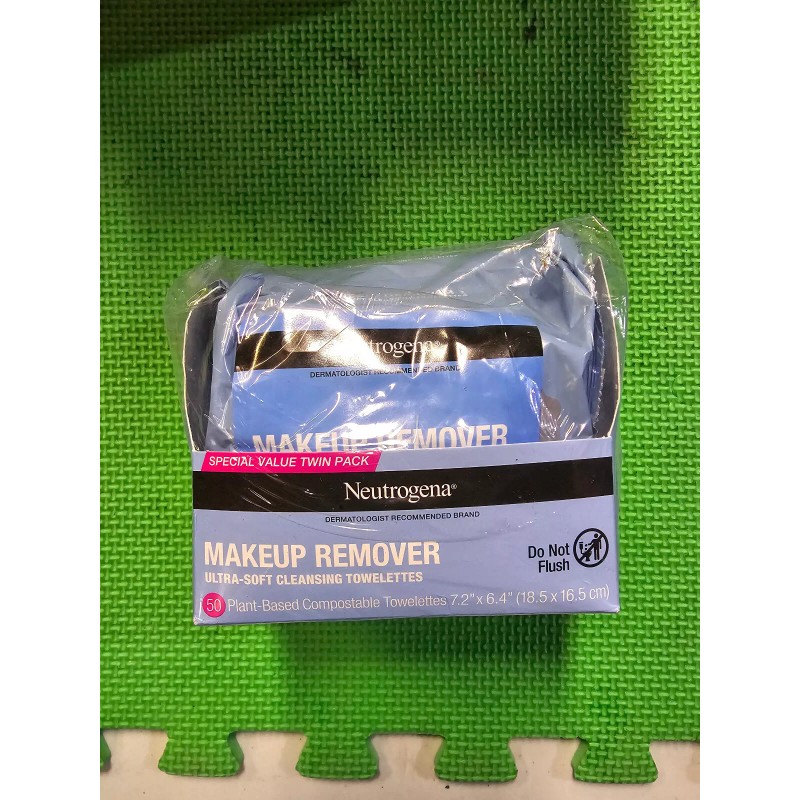 DERMATOLOGIST RECOMMENDED BRAND
MAKEUP REMOVER
SPECIAL VALUE TWIN PACK
Neutrogena®
DERMATOLOGIST RECOMMENDED BRAND
MAKEUP REMOVER
ULTRA-SOFT CLEANSING TOWELETTES
Do Not
Flush
50 Plant-Based Compostable Towelettes 7.2" x 6.4" (18.5 x 16.5 cm)